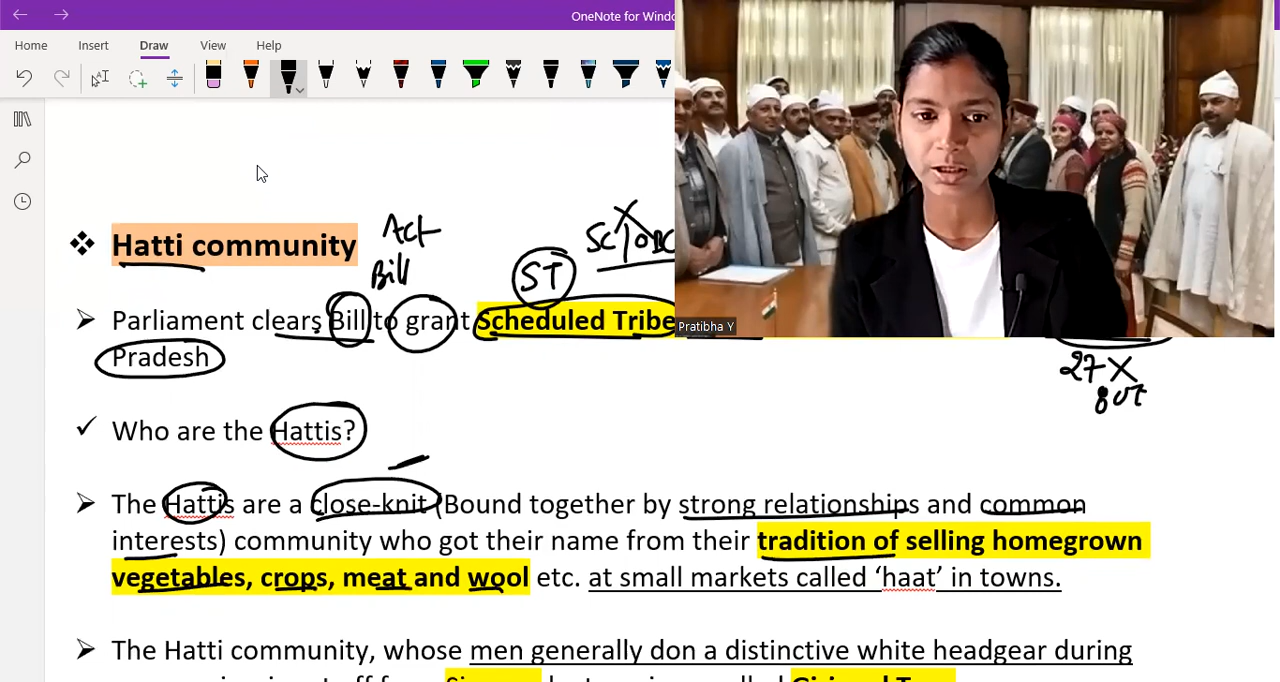 OneNote for Windo
Home Insert Draw View Help
Act
SC/OBC
Hatti community
Bill
ST
Parliament clears Bill to grant Scheduled Tribe
Pratibha Y
Pradesh
27
Who are the Hattis?
The Hattis are a close-knit (Bound together by strong relationships and common
interests) community who got their name from their tradition of selling homegrown
vegetables, crops, meat and wool etc. at small markets called ‘haat’ in towns.
The Hatti community, whose men generally don a distinctive white headgear during